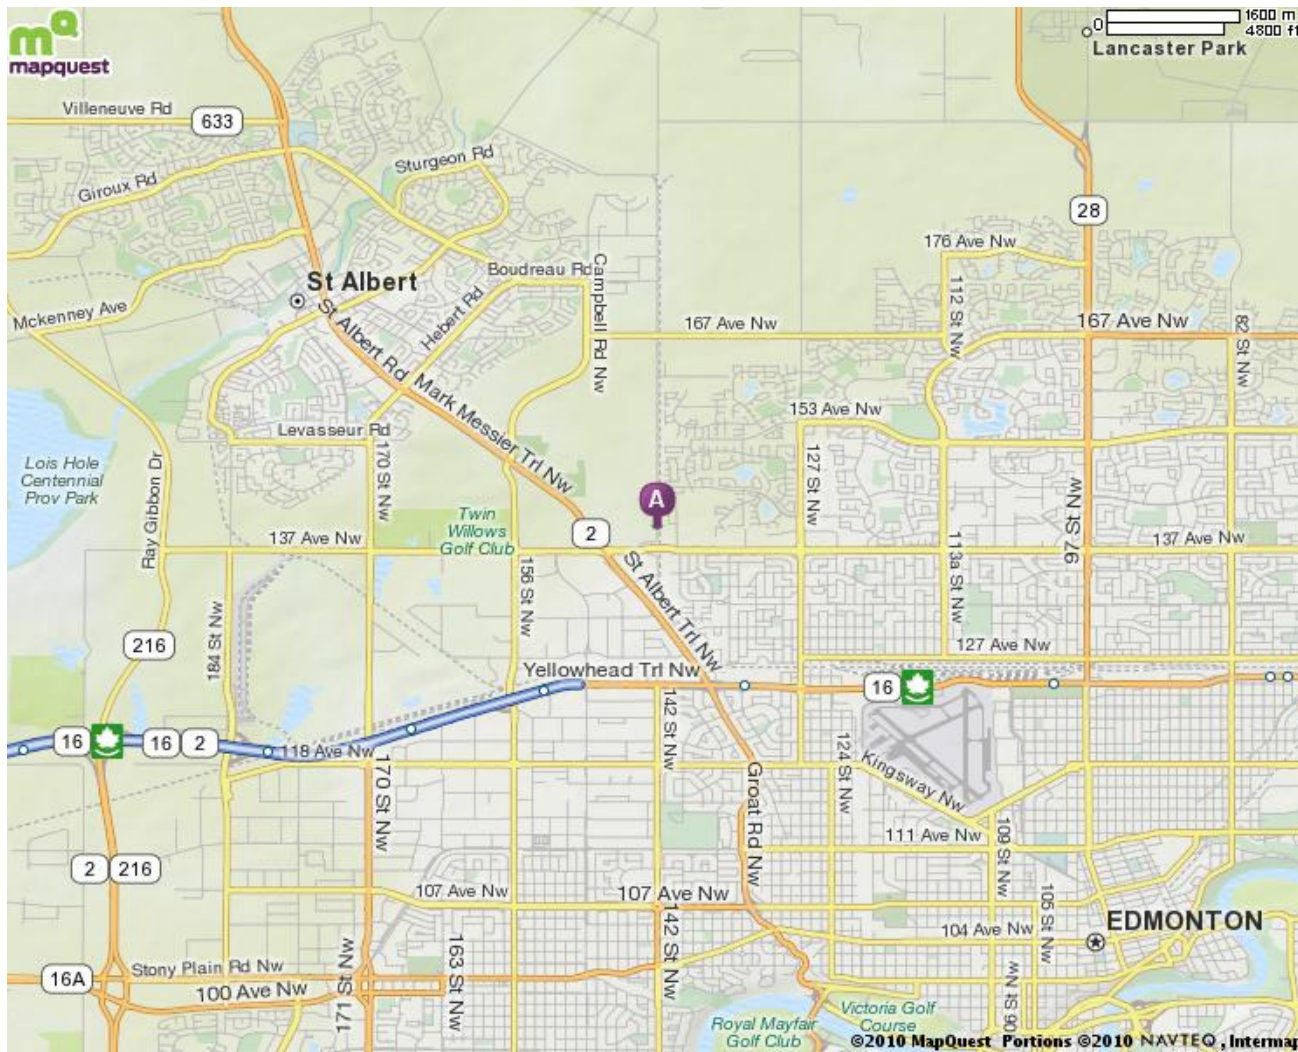 mapquest
0
1600 m
4800 ft
Lancaster Park
Villeneuve Rd
633
Sturgeon Rd
Giroux Rd
28
176 Ave Nw
Boudreau Rd
St Albert
Campbell Rd Nw
112 St Nw
Mckenney Ave
Hebert Rd
167 Ave Nw
167 Ave Nw
82 St Nw
St Albert Rd
Mark Messier Trl Nw
153 Ave Nw
Levasseur Rd
170 St Nw
127 St Nw
Lois Hole
Centennial
Prov Park
Ray Gibbon Dr
A
97 St Nw
Twin
Willows
Golf Club
2
137 Ave Nw
137 Ave Nw
156 St Nw
St Albert Trl Nw
113a St Nw
184 St Nw
216
127 Ave Nw
Yellowhead Trl Nw
16
142 St Nw
16
16
2
118 Ave Nw
170 St Nw
124 St Nw
Kingsway Nw
Groat Rd Nw
109 St Nw
111 Ave Nw
2
216
107 Ave Nw
107 Ave Nw
105 St Nw
142 St Nw
EDMONTON
104 Ave Nw
163 St Nw
171 St Nw
16A
Stony Plain Rd Nw
100 Ave Nw
Victoria Golf
Course
Royal Mayfair
Golf Club
©2010 MapQuest Portions ©2010 NAVTEQ, Intermap